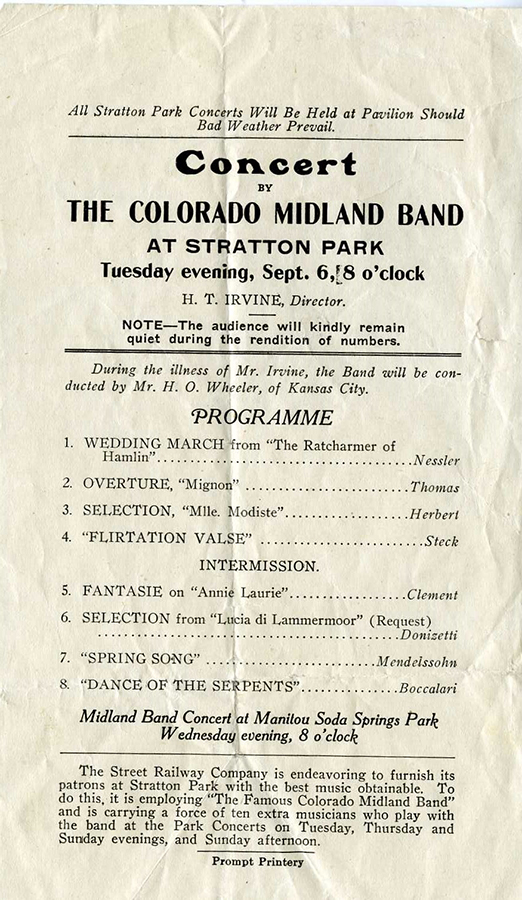 All Stratton Park Concerts Will Be Held at Pavilion Should
Bad Weather Prevail.
Concert
BY
THE COLORADO MIDLAND BAND
AT STRATTON PARK
Tuesday evening, Sept. 6, 8 o'clock
H. T. IRVINE, Director.
NOTE—The audience will kindly remain
quiet during the rendition of numbers.
During the illness of Mr. Irvine, the Band will be con-
ducted by Mr. H. O. Wheeler, of Kansas City.
PROGRAMME
1. WEDDING MARCH from "The Ratcharmer of
Hamlin"........................................Nessler
2. OVERTURE, "Mignon" .........................Thomas
3. SELECTION, "Mlle. Modiste"...................Herbert
4. "FLIRTATION VALSE" .........................Steck
INTERMISSION.
5. FANTASIE on "Annie Laurie"..................Clement
6. SELECTION from "Lucia di Lammermoor" (Request)
..............................................Donizetti
7. "SPRING SONG" ..........................Mendelssohn
8. "DANCE OF THE SERPENTS"...............Boccalari
Midland Band Concert at Manitou Soda Springs Park
Wednesday evening, 8 o'clock
The Street Railway Company is endeavoring to furnish its
patrons at Stratton Park with the best music obtainable. To
do this, it is employing "The Famous Colorado Midland Band"
and is carrying a force of ten extra musicians who play with
the band at the Park Concerts on Tuesday, Thursday and
Sunday evenings, and Sunday afternoon.
Prompt Printery